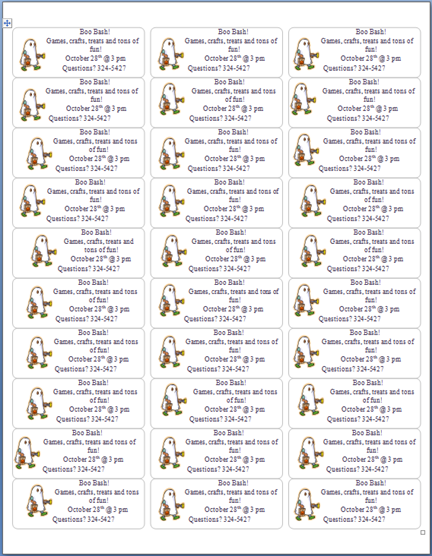 Boo Bash!
Games, crafts, treats and tons of
fun!
October 28th @ 3 pm
Questions? 324-5427
Boo Bash!
Games, crafts, treats and tons of
fun!
October 28th @ 3 pm
Questions? 324-5427
Boo Bash!
Games, crafts, treats and tons of
fun!
October 28th @ 3 pm
Questions? 324-5427
Boo Bash!
Games, crafts, treats and tons of
fun!
October 28th @ 3 pm
Questions? 324-5427
Boo Bash!
Games, crafts, treats and tons
of fun!
October 28th @ 3 pm
Questions? 324-5427
Boo Bash!
Games, crafts, treats and tons of
fun!
October 28th @ 3 pm
Questions? 324-5427
Boo Bash!
Games, crafts, treats and tons
of fun!
October 28th @ 3 pm
Questions? 324-5427
Boo Bash!
Games, crafts, treats and tons
of fun!
October 28th @ 3 pm
Questions? 324-5427
Boo Bash!
Games, crafts, treats and tons of
fun!
October 28th @ 3 pm
Questions? 324-5427
Boo Bash!
Games, crafts, treats and tons of
fun!
October 28th @ 3 pm
Questions? 324-5427
Boo Bash!
Games, crafts, treats and tons
of fun!
October 28th @ 3 pm
Questions? 324-5427
Boo Bash!
Games, crafts, treats and tons
of fun!
October 28th @ 3 pm
Questions? 324-5427
Boo Bash!
Games, crafts, treats and
tons of fun!
October 28th @ 3 pm
Questions? 324-5427
Boo Bash!
Games, crafts, treats and tons
of fun!
October 28th @ 3 pm
Questions? 324-5427
Boo Bash!
Games, crafts, treats and tons
of fun!
October 28th @ 3 pm
Questions? 324-5427
Boo Bash!
Games, crafts, treats and tons
of fun!
October 28th @ 3 pm
Questions? 324-5427
Boo Bash!
Games, crafts, treats and tons
of fun!
October 28th @ 3 pm
Questions? 324-5427
Boo Bash!
Games, crafts, treats and tons
of fun!
October 28th @ 3 pm
Questions? 324-5427
Boo Bash!
Games, crafts, treats and tons
of fun!
October 28th @ 3 pm
Questions? 324-5427
Boo Bash!
Games, crafts, treats and tons
of fun!
October 28th @ 3 pm
Questions? 324-5427
Boo Bash!
Games, crafts, treats and tons
of fun!
October 28th @ 3 pm
Questions? 324-5427
Boo Bash!
Games, crafts, treats and tons
of fun!
October 28th @ 3 pm
Questions? 324-5427
Boo Bash!
Games, crafts, treats and tons
of fun!
October 28th @ 3 pm
Questions? 324-5427
Boo Bash!
Games, crafts, treats and tons
of fun!
October 28th @ 3 pm
Questions? 324-5427
Boo Bash!
Games, crafts, treats and tons of
fun!
October 28th @ 3 pm
Questions? 324-5427
Boo Bash!
Games, crafts, treats and tons of
fun!
October 28th @ 3 pm
Questions? 324-5427
Boo Bash!
Games, crafts, treats and tons of
fun!
October 28th @ 3 pm
Questions? 324-5427
Boo Bash!
Games, crafts, treats and tons
of fun!
October 28th @ 3 pm
Questions? 324-5427
Boo Bash!
Games, crafts, treats and tons
of fun!
October 28th @ 3 pm
Questions? 324-5427
Boo Bash!
Games, crafts, treats and tons
of fun!
October 28th @ 3 pm
Questions? 324-5427